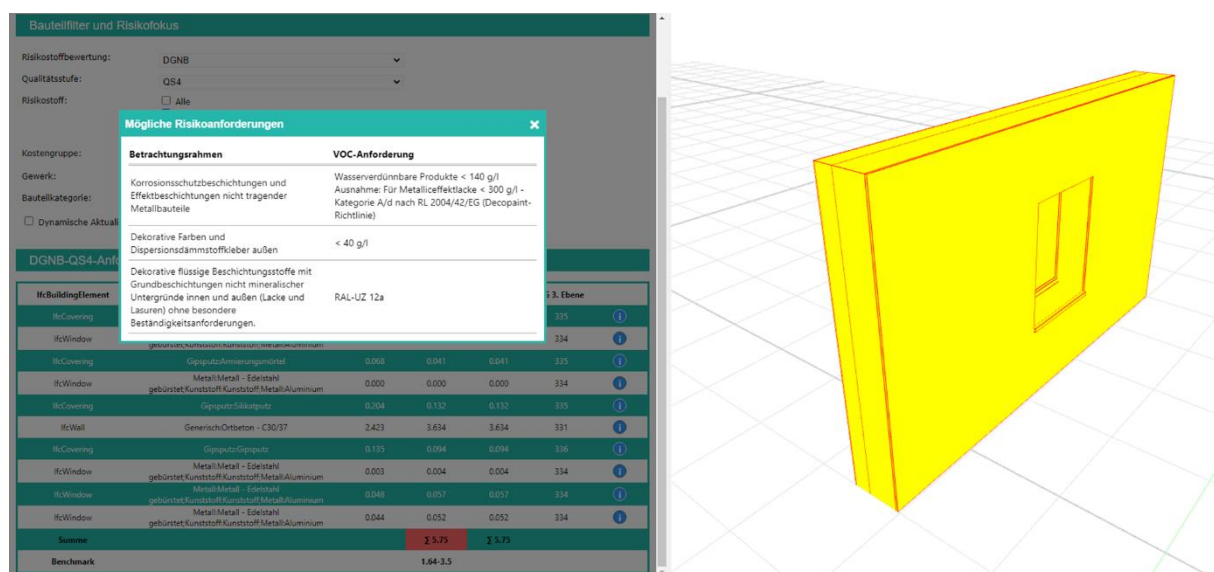 Bauteilfilter und Risikofokus
Risikostoffbewertung: DGNB
Qualitätsstufe: QS4
Risikostoff: Alle
Mögliche Risikoanforderungen ×
Kostengruppe:
Gewerk:
Bauteilkategorie:
Dynamische Aktuali
Betrachtungsrahmen VOC-Anforderung
Korrosionsschutzbeschichtungen und
Effektbeschichtungen nicht tragender
Metallbauteile
Wasserverdünnbare Produkte < 140 g/l
Ausnahme: Für Metalliceffektlacke < 300 g/l -
Kategorie A/d nach RL 2004/42/EG (Decopaint-
Richtlinie)
Dekorative Farben und
Dispersionsdämmstoffkleber außen
< 40 g/l
Dekorative flüssige Beschichtungsstoffe mit
Grundbeschichtungen nicht mineralischer
Untergründe innen und außen (Lacke und
Lasuren) ohne besondere
Beständigkeitsanforderungen.
RAL-UZ 12a
DGNB-QS4-Anfo
IfcBuildingElement 3. Ebene
IfcCovering 335 i
IfcWindow gebürstet;Kunststoff:Kunststoff;Metall:Aluminium 334 i
IfcCovering Gipsputz:Armierungsmörtel 0.068 0.041 0.041 335 i
IfcWindow Metall:Metall - Edelstahl
gebürstet;Kunststoff:Kunststoff;Metall:Aluminium 0.000 0.000 0.000 334 i
IfcCovering Gipsputz:Silikatputz 0.204 0.132 0.132 335 i
IfcWall Generisch:Ortbeton - C30/37 2.423 3.634 3.634 331 i
IfcCovering Gipsputz:Gipsputz 0.135 0.094 0.094 336 i
IfcWindow Metall:Metall - Edelstahl
gebürstet;Kunststoff:Kunststoff;Metall:Aluminium 0.003 0.004 0.004 334 i
IfcWindow Metall:Metall - Edelstahl
gebürstet;Kunststoff:Kunststoff;Metall:Aluminium 0.048 0.057 0.057 334 i
IfcWindow Metall:Metall - Edelstahl
gebürstet;Kunststoff:Kunststoff;Metall:Aluminium 0.044 0.052 0.052 334 i
Summe ∑ 5.75 ∑ 5.75
Benchmark 1.64-3.5